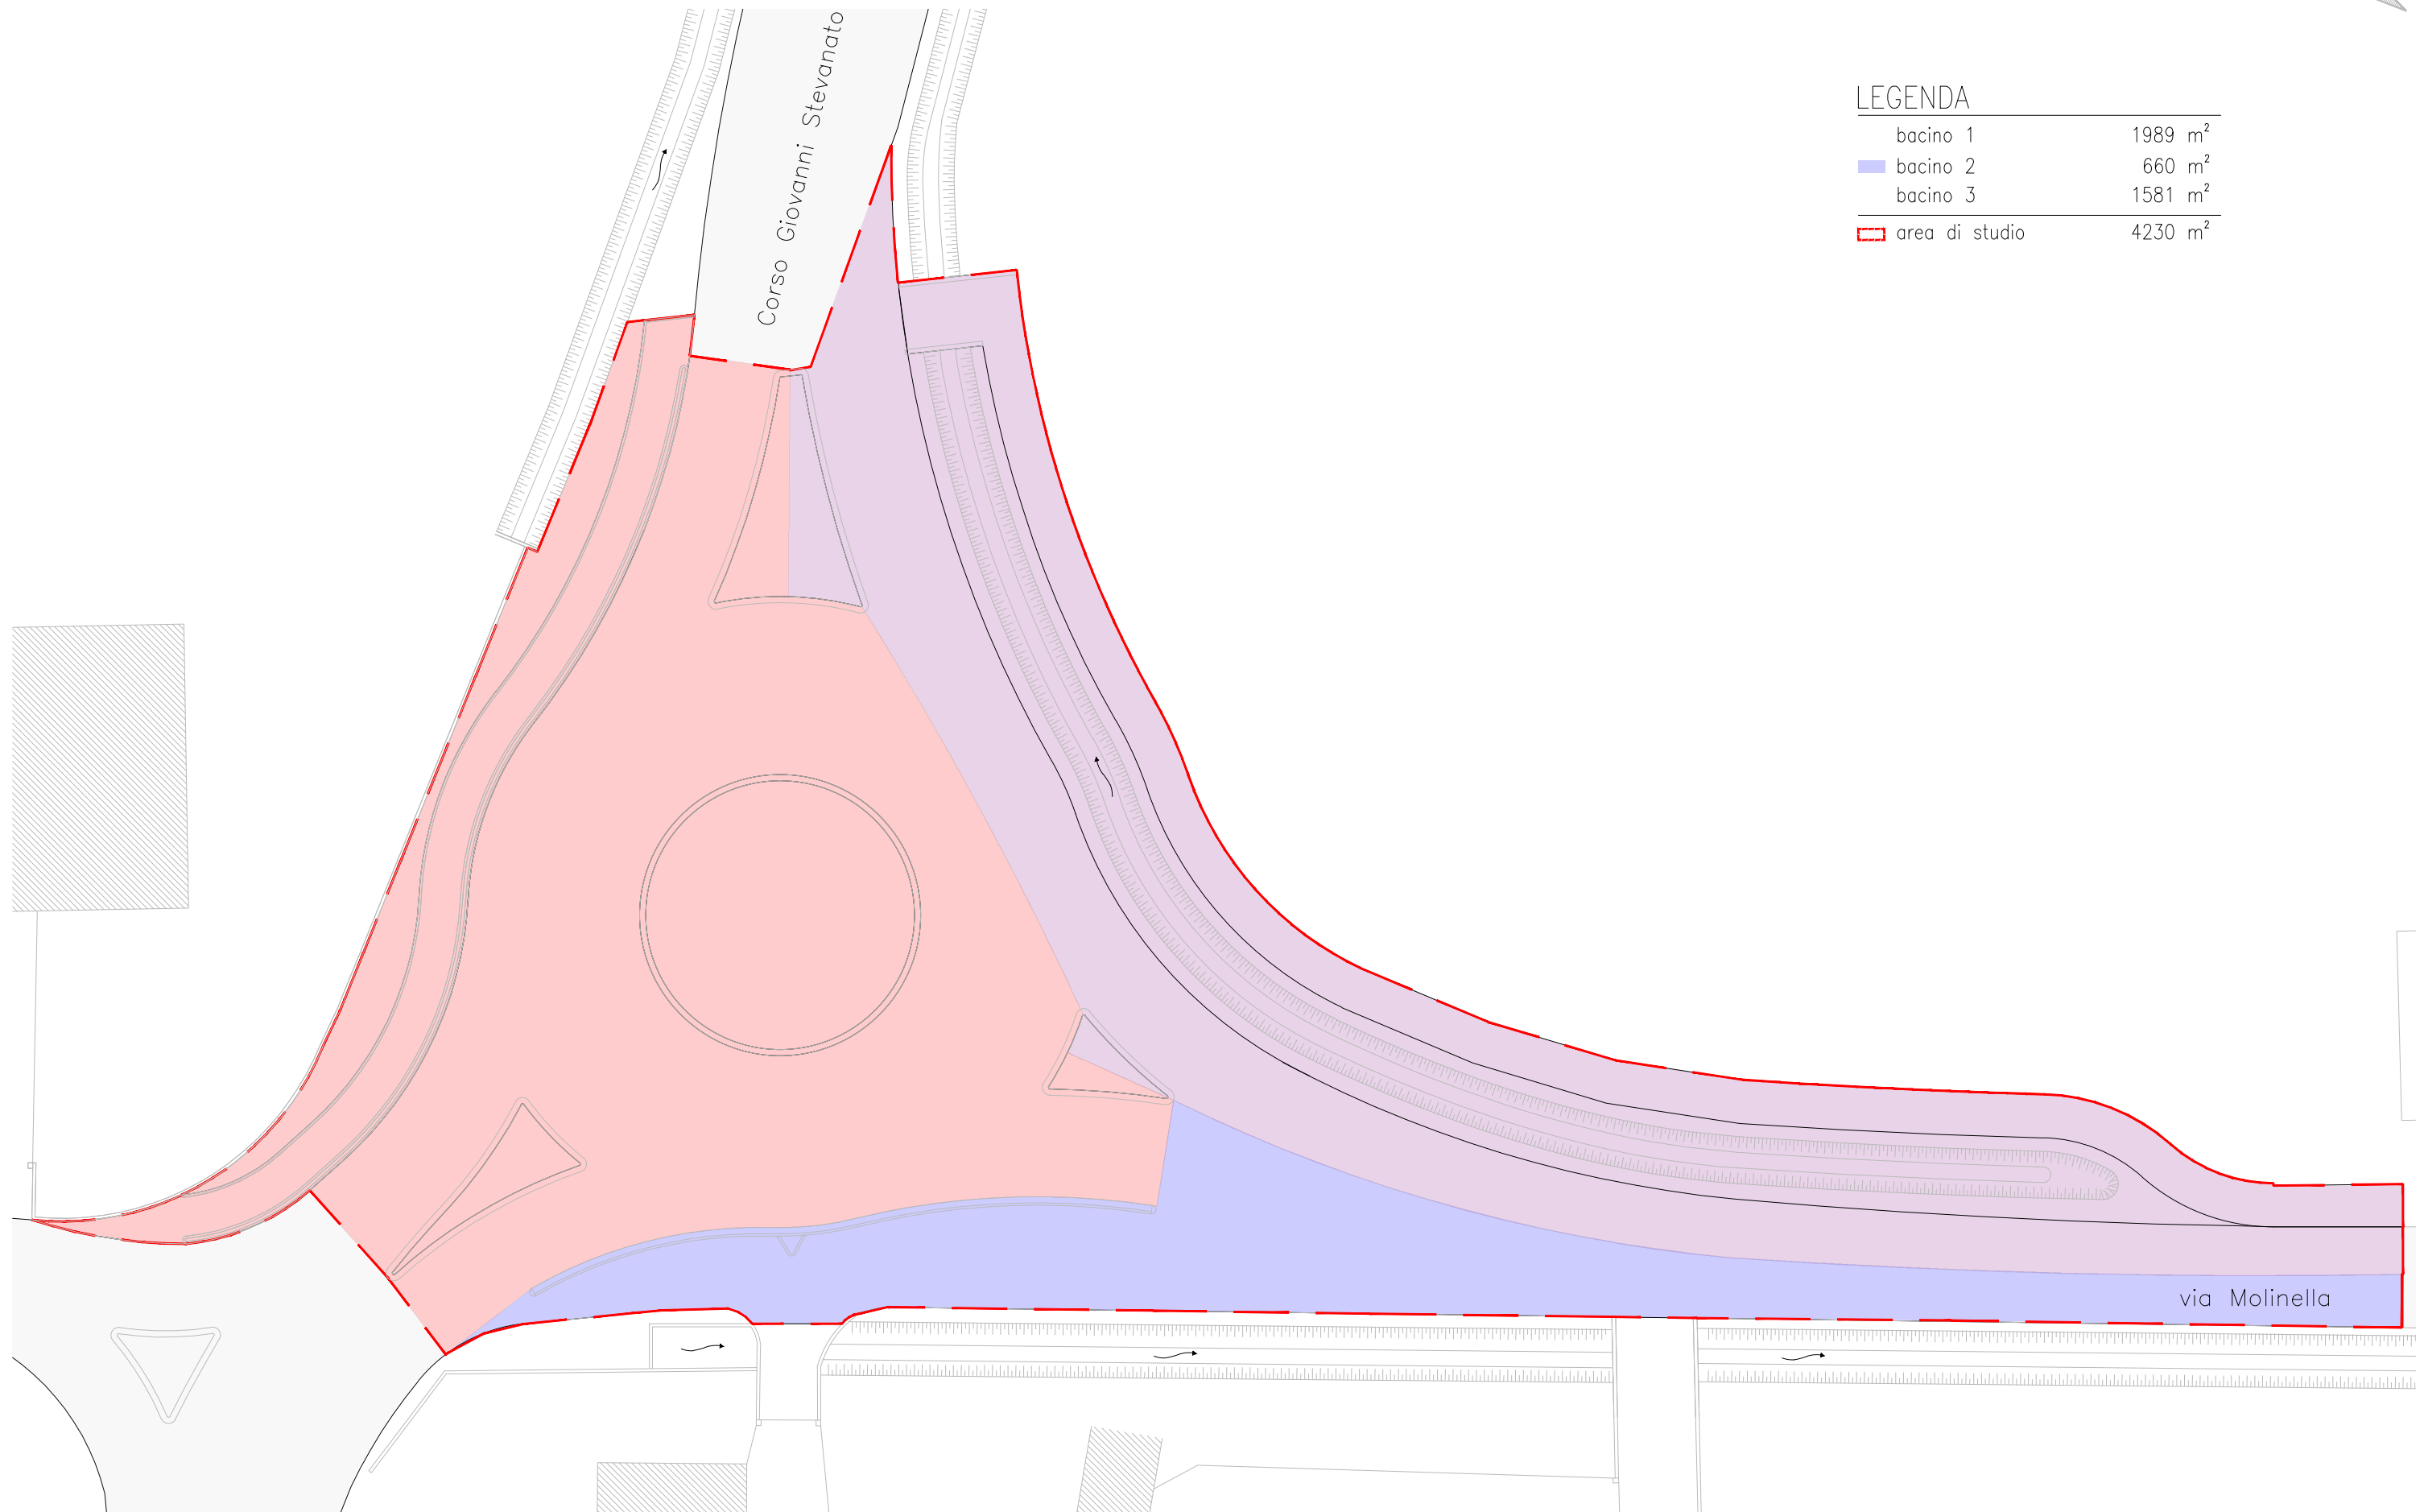 Corso Giovanni Stevanato
LEGENDA
bacino 1 1989 m²
bacino 2 660 m²
bacino 3 1581 m²
area di studio 4230 m²
via Molinella